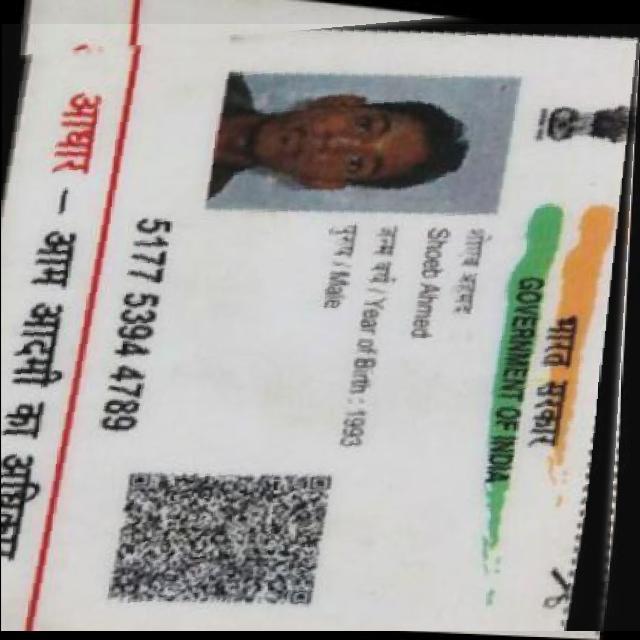 भारत सरकार
GOVERNMENT OF INDIA
शोएब अहमद
Shoeb Ahmed
जन्म वर्ष / Year of Birth : 1993
पुरुष / Male
5177 5394 4789
आधार – आम आदमी का अधिकार